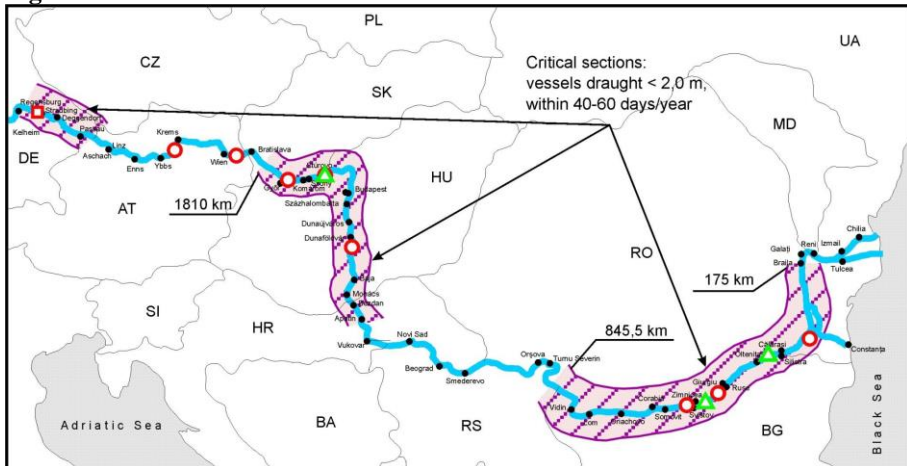 PL
UA
CZ
Critical sections:
vessels draught < 2,0 m,
within 40-60 days/year
SK
MD
Regensburg
Straubing
Deggendorf
Kelheim
Passau
DE
Krems
Linz
Aschach
Enns
Ybbs
Wien
Bratislava
Komárom
Budapest
HU
Százhalombatta
AT
1810 km
Dunaújváros
Dunaföldvár
RO
Chilia
Izmail
Reni
Galați
Braila
Tulcea
175 km
Baja
SI
Mohács
HR
Apatin
Vukovar
Novi Sad
845,5 km
Orșova
Turnu Severin
Constanța
Călărași
Oltenița
Silistra
Beograd
Smederevo
Giurgiu
Ruse
Zimnicea
Corabia
Vidin
Lom
Somovit
Svistov
Adriatic Sea
BA
RS
BG
Black Sea